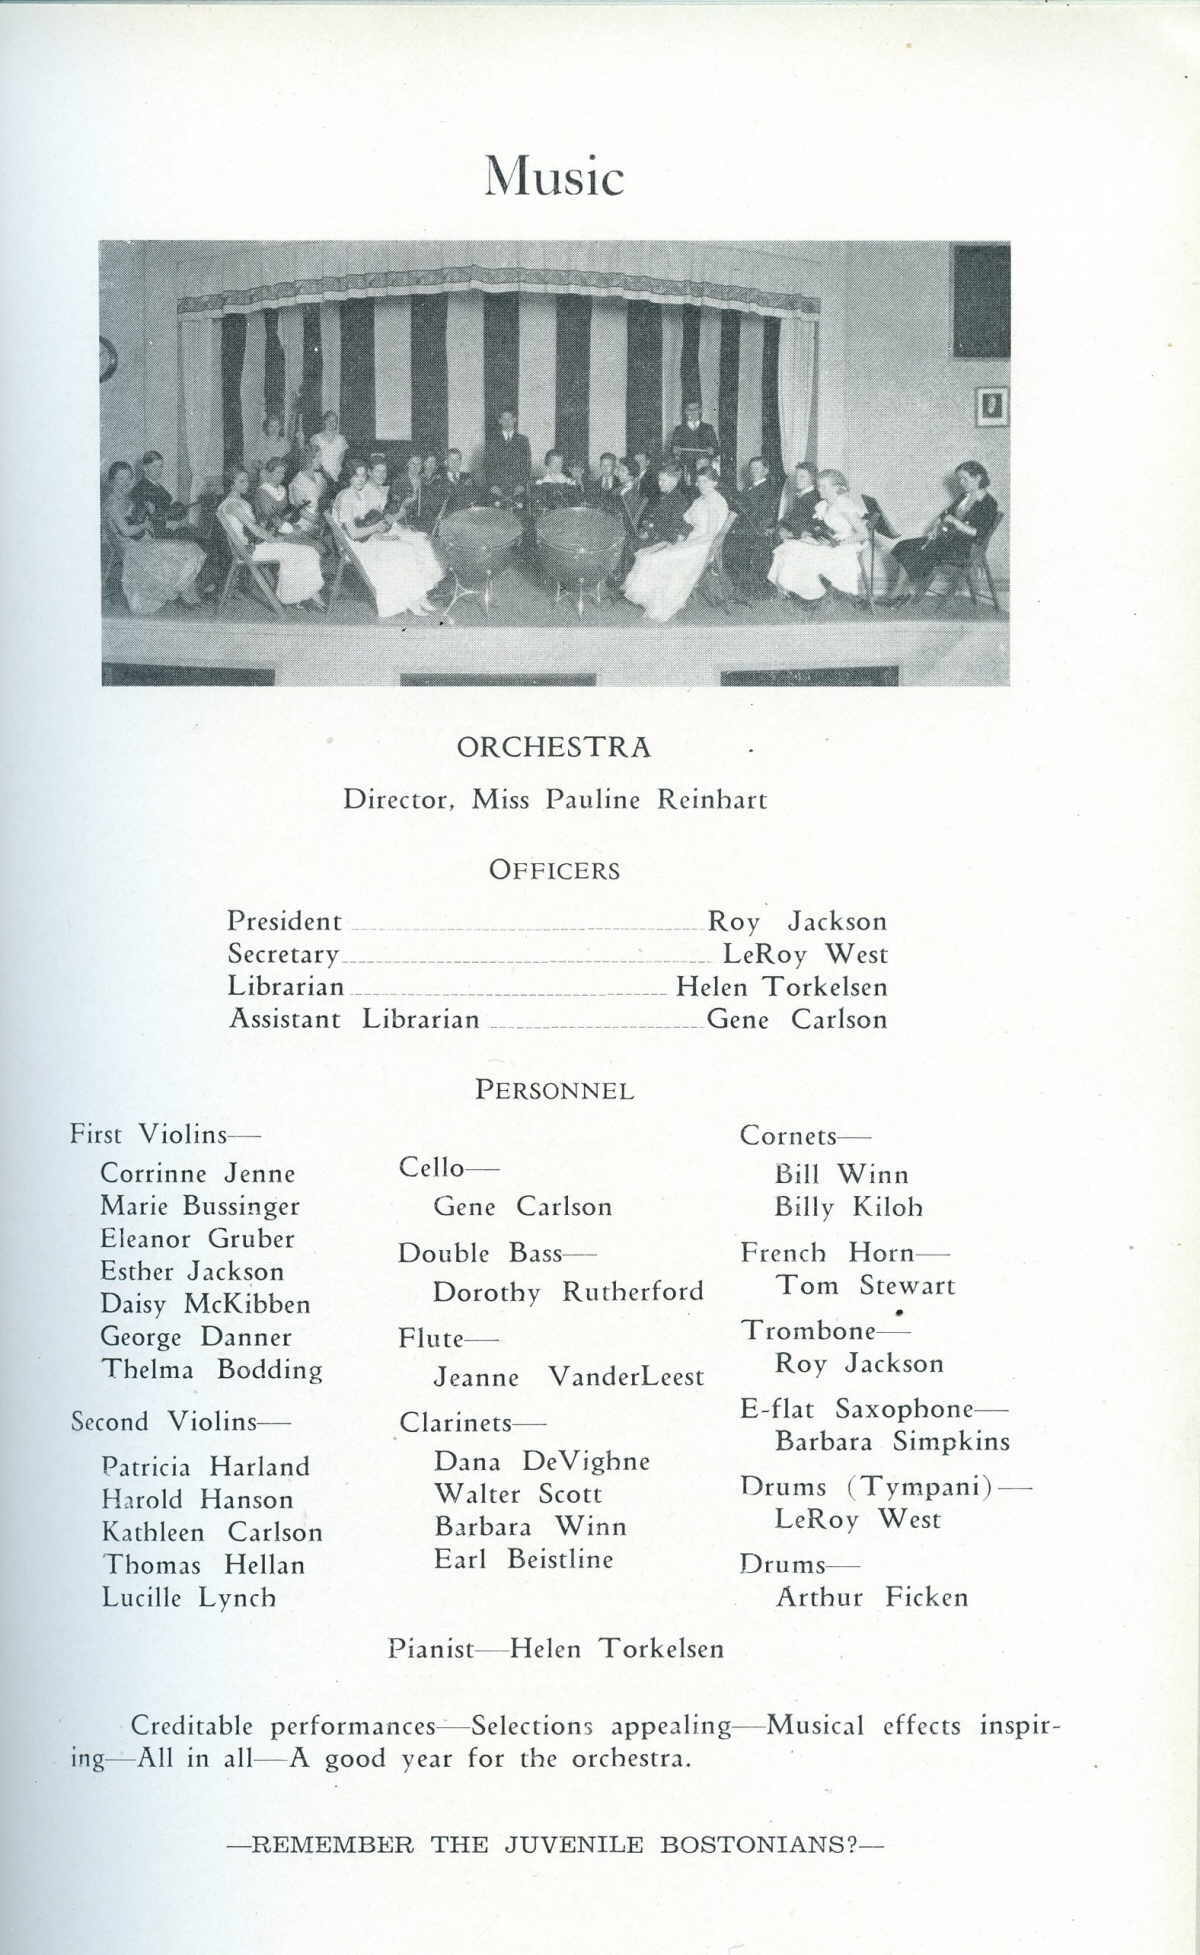 Music
ORCHESTRA
Director, Miss Pauline Reinhart
OFFICERS
President Roy Jackson
Secretary LeRoy West
Librarian Helen Torkelsen
Assistant Librarian Gene Carlson
PERSONNEL
First Violins—
Corrinne Jenne
Marie Bussinger
Eleanor Gruber
Esther Jackson
Daisy McKibben
George Danner
Thelma Bodding
Second Violins—
Patricia Harland
Harold Hanson
Kathleen Carlson
Thomas Hellan
Lucille Lynch
Cello—
Gene Carlson
Double Bass—
Dorothy Rutherford
Flute—
Jeanne VanderLeest
Clarinets—
Dana DeVighne
Walter Scott
Barbara Winn
Earl Beistline
Cornets—
Bill Winn
Billy Kiloh
French Horn—
Tom Stewart
Trombone—
Roy Jackson
E-flat Saxophone—
Barbara Simpkins
Drums (Tympani)—
LeRoy West
Drums—
Arthur Ficken
Pianist—Helen Torkelsen
Creditable performances—Selections appealing—Musical effects inspir-
ing—All in all—A good year for the orchestra.
—REMEMBER THE JUVENILE BOSTONIANS?—